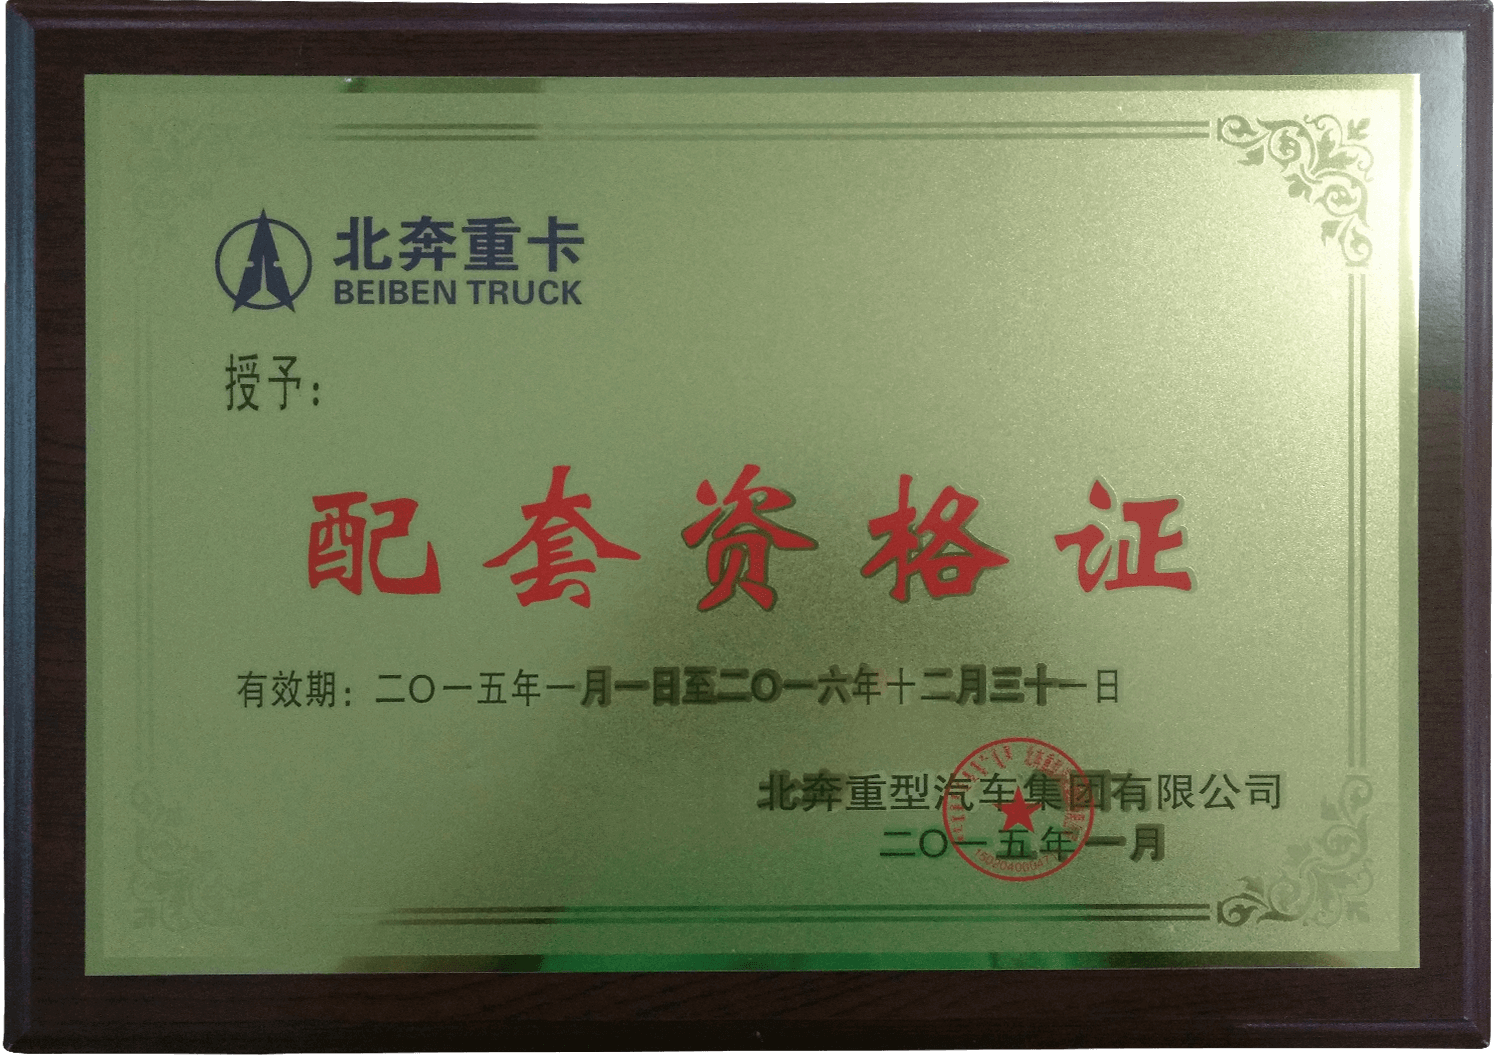 北奔重卡
BEIBEN TRUCK
授予：
配套资格证
有效期：二〇一五年一月一日至二〇一六年十二月三十一日
北奔重型汽车集团有限公司
二〇一五年一月